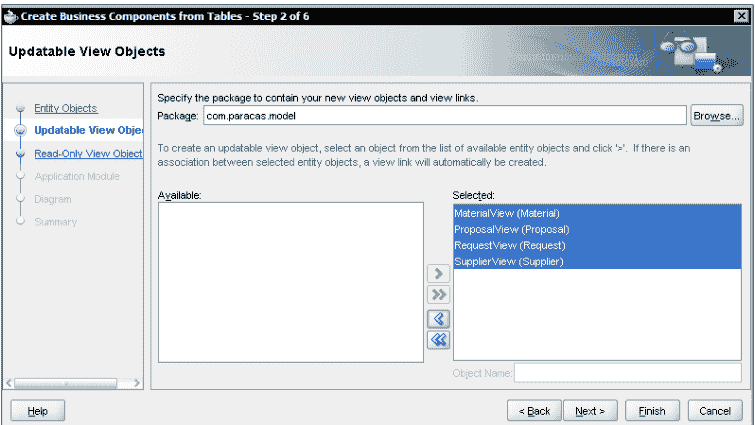 Create Business Components from Tables - Step 2 of 6
Updatable View Objects
Entity Objects
Updatable View Obje
Read-Only View Object
Application Module
Diagram
Summary
Specify the package to contain your new view objects and view links.
Package: com.paracas.model Browse...
To create an updatable view object, select an object from the list of available entity objects and click '>'. If there is an
association between selected entity objects, a view link will automatically be created.
Available: Selected:
MaterialView (Material)
ProposalView (Proposal)
RequestView (Request)
SupplierView (Supplier)
Object Name:
Help < Back Next > Finish Cancel